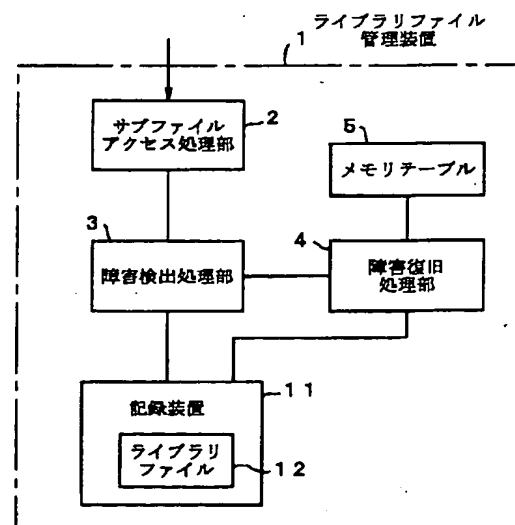 ライブラリファイル
管理装置
1
サブファイル
アクセス処理部
2
5
メモリテーブル
3
障害検出処理部
4
障害復旧
処理部
11
記録装置
ライブラリ
ファイル
12